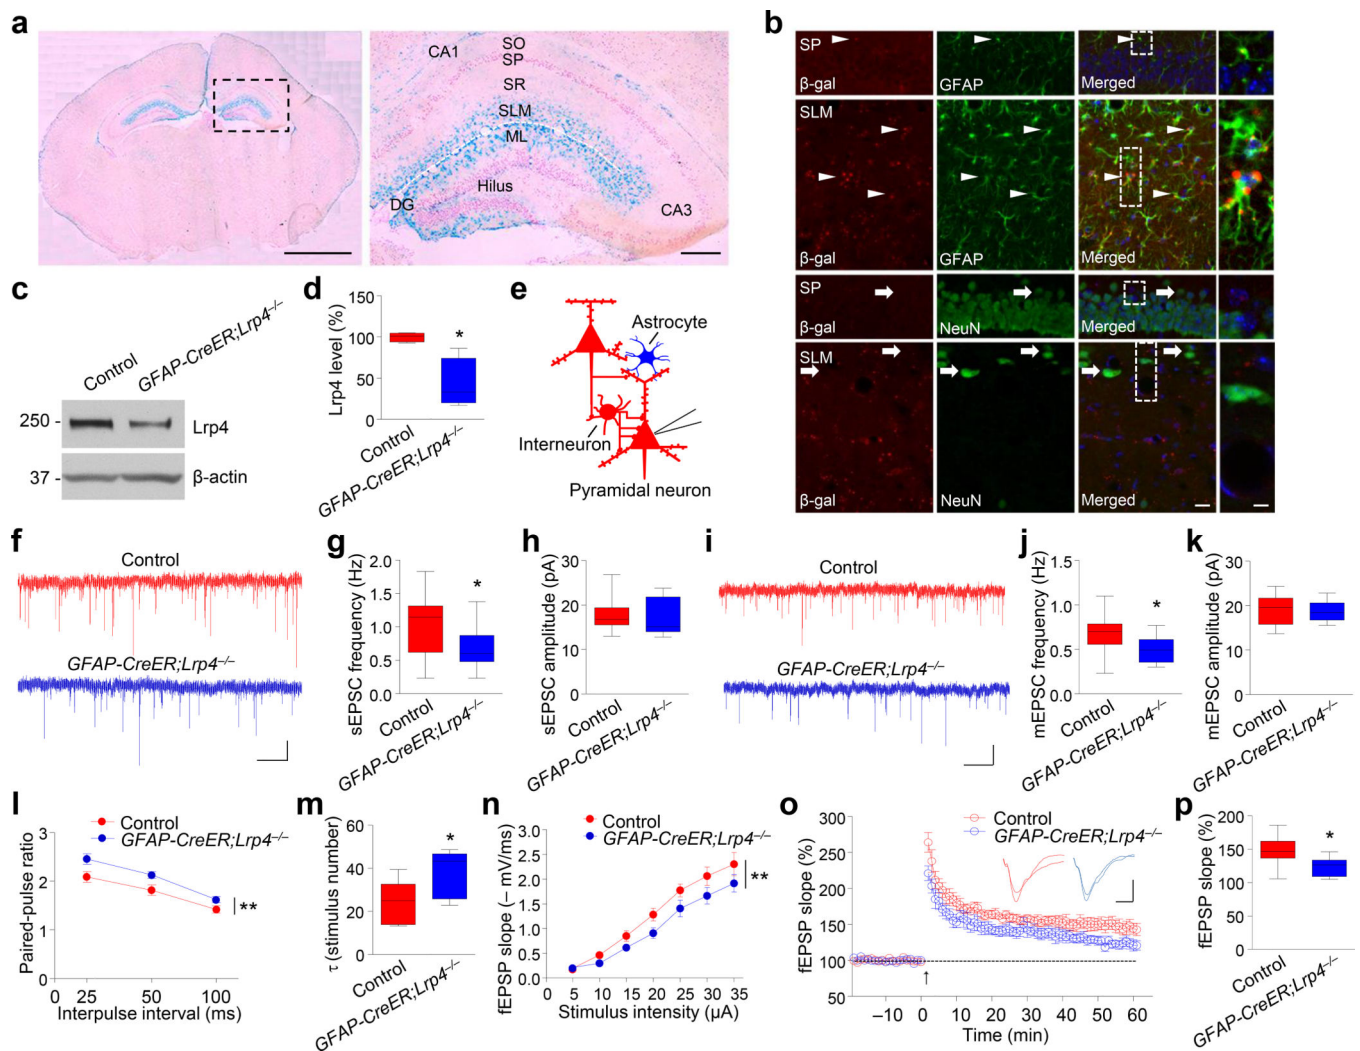 a
CA1
SO
SP
SR
SLM
ML
Hilus
DG
CA3
b
SP
β-gal
GFAP
Merged
SLM
β-gal
GFAP
Merged
SP
β-gal
NeuN
Merged
SLM
β-gal
NeuN
Merged
c
Control
GFAP-CreER;Lrp4–/–
250 -
Lrp4
37 -
β-actin
d
Lrp4 level (%)
150
100
50
0
*
Control
GFAP-CreER;Lrp4–/–
e
Astrocyte
Interneuron
Pyramidal neuron
f
Control
GFAP-CreER;Lrp4–/–
g
sEPSC frequency (Hz)
2.0
1.5
1.0
0.5
0.0
*
Control
GFAP-CreER;Lrp4–/–
h
sEPSC amplitude (pA)
30
20
10
0
Control
GFAP-CreER;Lrp4–/–
i
Control
GFAP-CreER;Lrp4–/–
j
mEPSC frequency (Hz)
1.5
1.0
0.5
0.0
*
Control
GFAP-CreER;Lrp4–/–
k
mEPSC amplitude (pA)
30
20
10
0
Control
GFAP-CreER;Lrp4–/–
l
Control
GFAP-CreER;Lrp4–/–
Paired-pulse ratio
3
2
1
0
**
0 25 50 100
Interpulse interval (ms)
m
τ (stimulus number)
60
40
20
0
*
Control
GFAP-CreER;Lrp4–/–
n
Control
GFAP-CreER;Lrp4–/–
fEPSP slope (– mV/ms)
3.0
2.5
2.0
1.5
1.0
0.5
0.0
**
0 5 10 15 20 25 30 35
Stimulus intensity (µA)
o
Control
GFAP-CreER;Lrp4–/–
fEPSP slope (%)
300
250
200
150
100
50
↑
–10 0 10 20 30 40 50 60
Time (min)
p
fEPSP slope (%)
200
150
100
50
0
*
Control
GFAP-CreER;Lrp4–/–